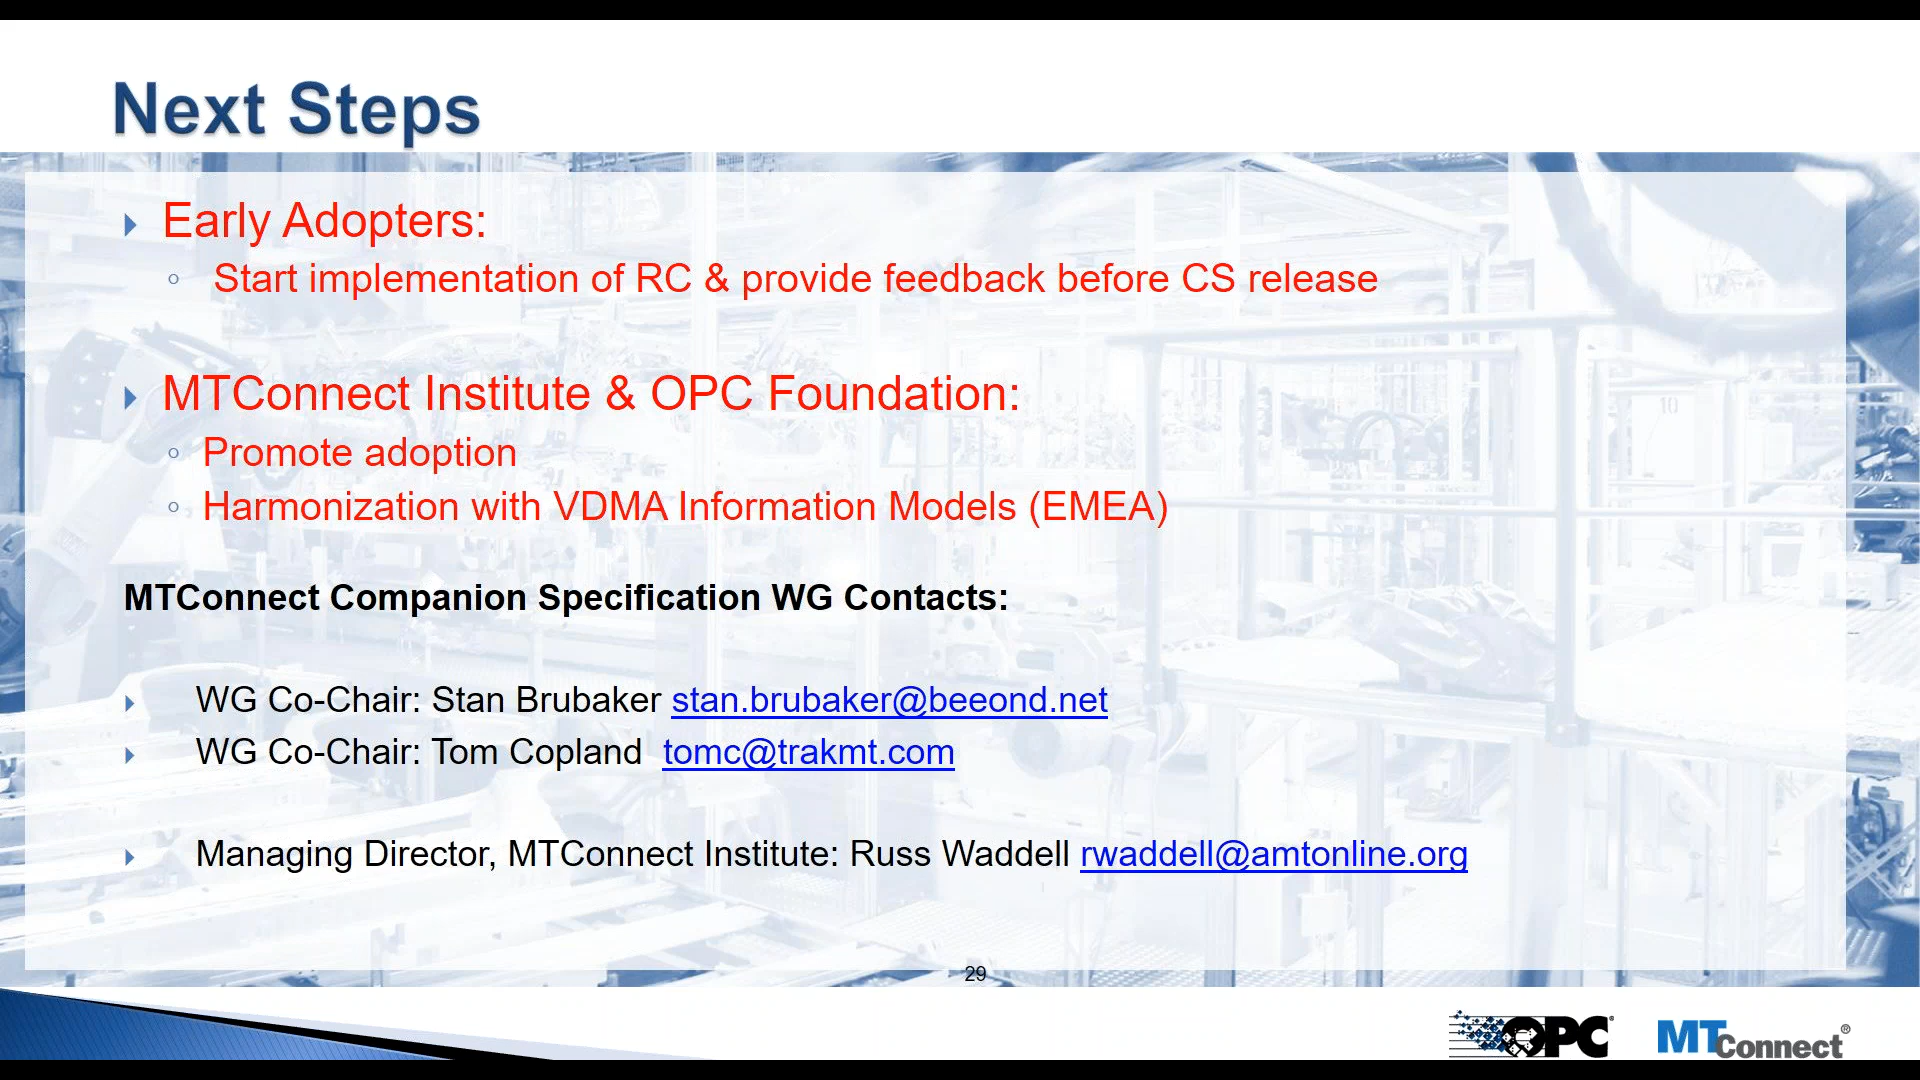 Next Steps
Early Adopters:
Start implementation of RC & provide feedback before CS release
MTConnect Institute & OPC Foundation:
Promote adoption
Harmonization with VDMA Information Models (EMEA)
MTConnect Companion Specification WG Contacts:
WG Co-Chair: Stan Brubaker stan.brubaker@beeond.net
WG Co-Chair: Tom Copland tomc@trakmt.com
Managing Director, MTConnect Institute: Russ Waddell rwaddell@amtonline.org
29
OPC
MTConnect®